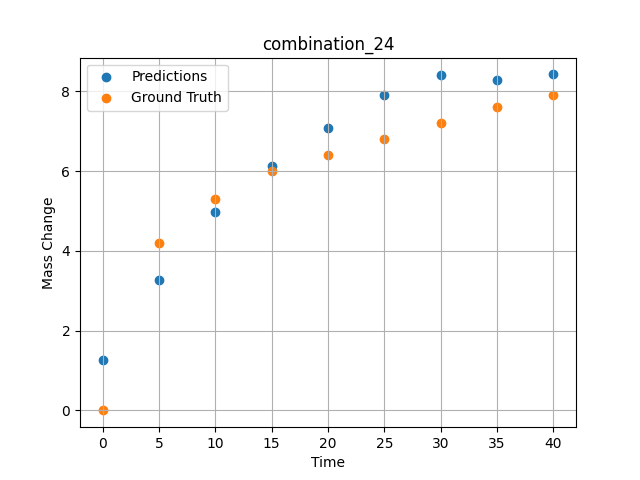 combination_24
Predictions
Ground Truth
8
6
4
2
0
Mass Change
0 5 10 15 20 25 30 35 40
Time